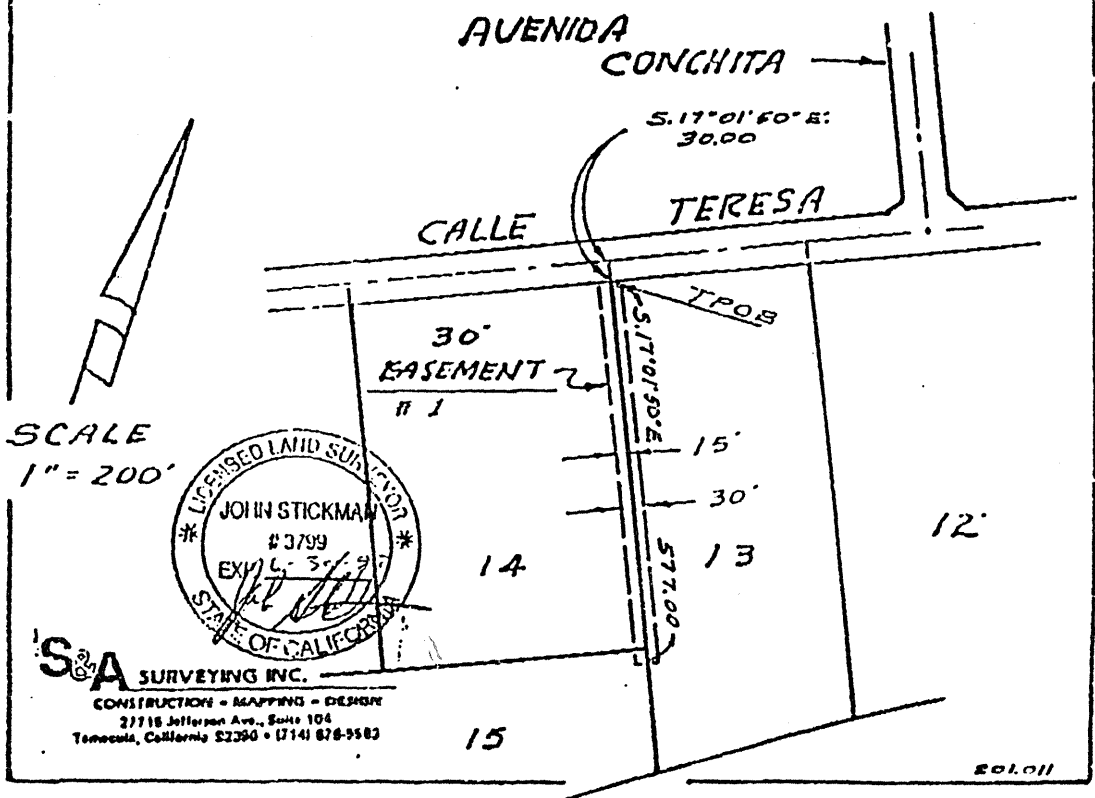 AVENIDA
CONCHITA
S.17°01'50"E.
30.00
CALLE
TERESA
TPOB
30'
EASEMENT
# 1
S.17°01'50"E.
577.00
15'
30'
SCALE
1" = 200'
LICENSED LAND SURVEYOR
JOHN STICKMAN
#3799
EXP.
STATE OF CALIFORNIA
14
13
12
15
S&A SURVEYING INC.
CONSTRUCTION - MAPPING - DESIGN
27715 Jefferson Ave., Suite 104
Temecula, California 92390 • (714) 676-5583
201.011